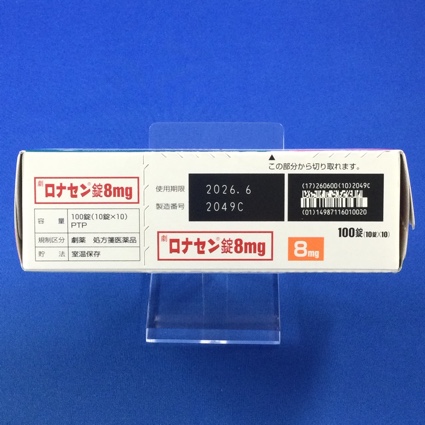 劇 ロナセン®錠8mg
容量 100錠(10錠×10) PTP
規制区分 劇薬 処方箋医薬品
貯法 室温保存
▲
この部分から切り取れます。
使用期限 2026.6
製造番号 2049C
(17)260600(10)2049C
(01)14987116010020
劇 ロナセン®錠8mg
8mg
100錠(10錠×10)